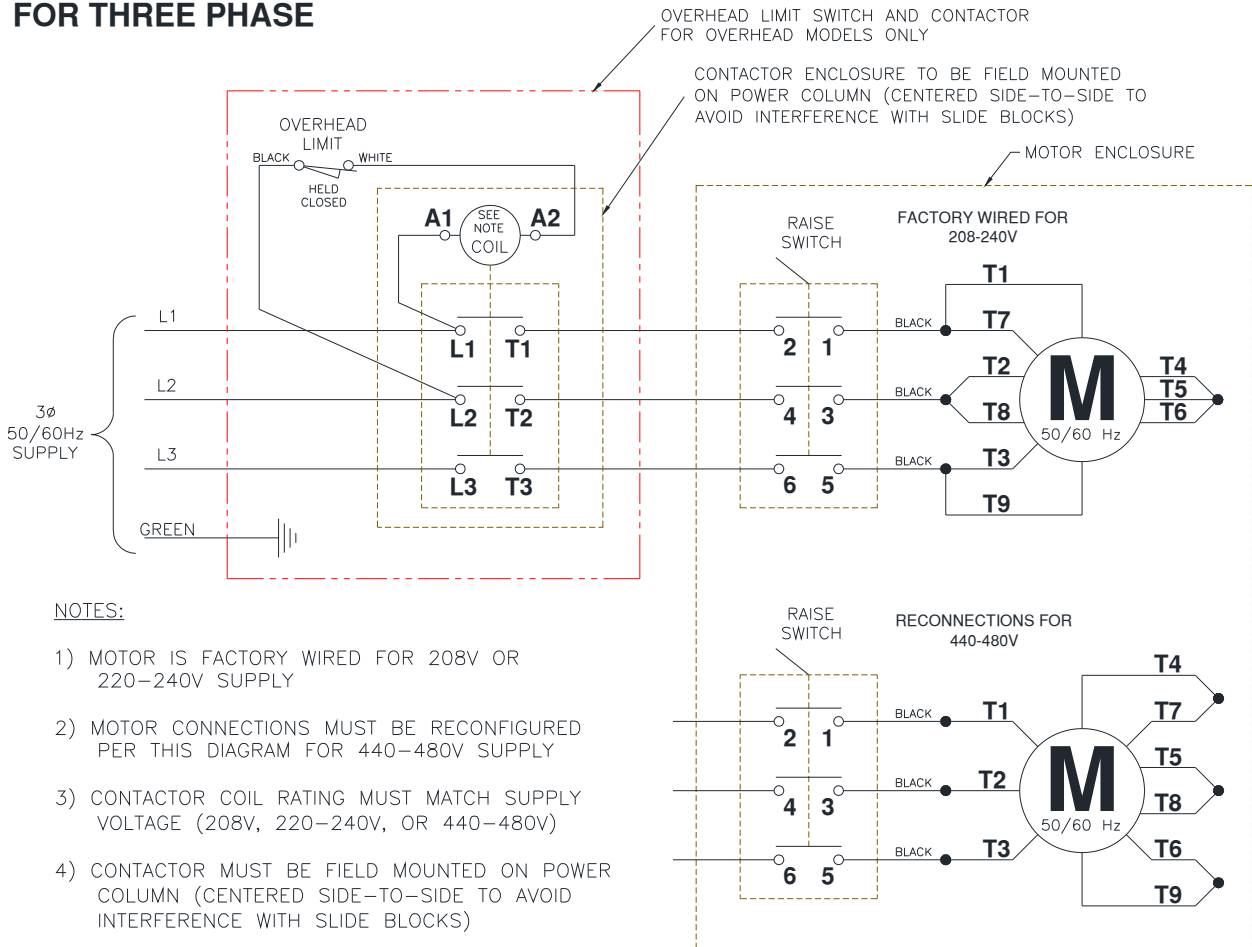 FOR THREE PHASE
OVERHEAD LIMIT SWITCH AND CONTACTOR
FOR OVERHEAD MODELS ONLY
CONTACTOR ENCLOSURE TO BE FIELD MOUNTED
ON POWER COLUMN (CENTERED SIDE-TO-SIDE TO
AVOID INTERFERENCE WITH SLIDE BLOCKS)
MOTOR ENCLOSURE
OVERHEAD
LIMIT
BLACK
WHITE
HELD
CLOSED
A1
SEE
NOTE
COIL
A2
RAISE
SWITCH
FACTORY WIRED FOR
208-240V
3ø
50/60Hz
SUPPLY
L1
L2
L3
GREEN
L1 T1
L2 T2
L3 T3
2 1
4 3
6 5
BLACK
BLACK
BLACK
T1
T7
T2
T8
T3
T9
M
50/60 Hz
T4
T5
T6
NOTES:
1) MOTOR IS FACTORY WIRED FOR 208V OR
220-240V SUPPLY
2) MOTOR CONNECTIONS MUST BE RECONFIGURED
PER THIS DIAGRAM FOR 440-480V SUPPLY
3) CONTACTOR COIL RATING MUST MATCH SUPPLY
VOLTAGE (208V, 220-240V, OR 440-480V)
4) CONTACTOR MUST BE FIELD MOUNTED ON POWER
COLUMN (CENTERED SIDE-TO-SIDE TO AVOID
INTERFERENCE WITH SLIDE BLOCKS)
RAISE
SWITCH
RECONNECTIONS FOR
440-480V
2 1
4 3
6 5
BLACK
BLACK
BLACK
T1
T2
T3
M
50/60 Hz
T4
T7
T5
T8
T6
T9